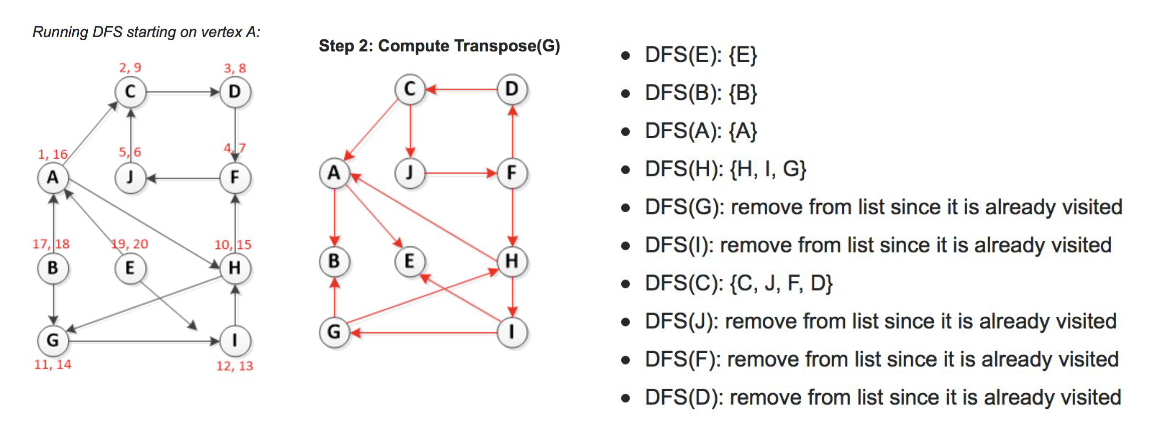 Running DFS starting on vertex A:
2, 9
3, 8
C
D
1, 16
5, 6
4, 7
A
J
F
17, 18
19, 20
10, 15
B
E
H
G
I
11, 14
12, 13
Step 2: Compute Transpose(G)
C
D
A
J
F
B
E
H
G
I
• DFS(E): {E}
• DFS(B): {B}
• DFS(A): {A}
• DFS(H): {H, I, G}
• DFS(G): remove from list since it is already visited
• DFS(I): remove from list since it is already visited
• DFS(C): {C, J, F, D}
• DFS(J): remove from list since it is already visited
• DFS(F): remove from list since it is already visited
• DFS(D): remove from list since it is already visited